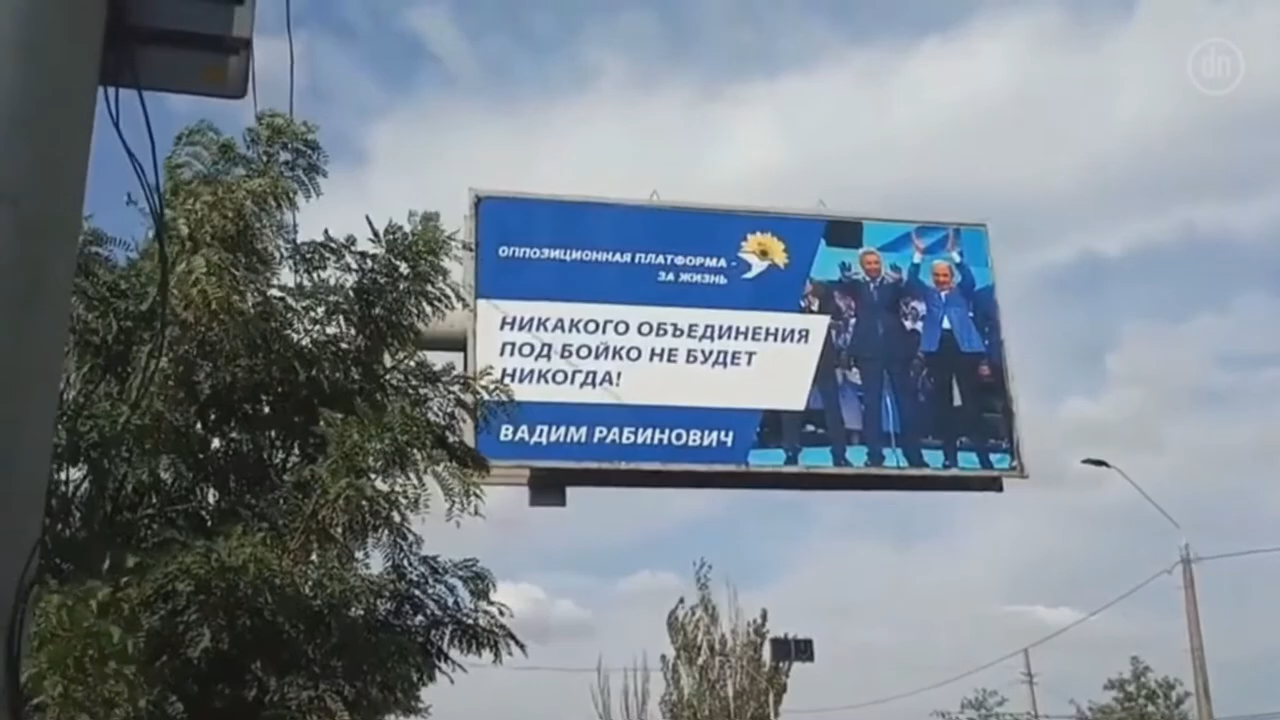 dn
ОППОЗИЦИОННАЯ ПЛАТФОРМА -
ЗА ЖИЗНЬ
НИКАКОГО ОБЪЕДИНЕНИЯ
ПОД БОЙКО НЕ БУДЕТ
НИКОГДА!
ВАДИМ РАБИНОВИЧ